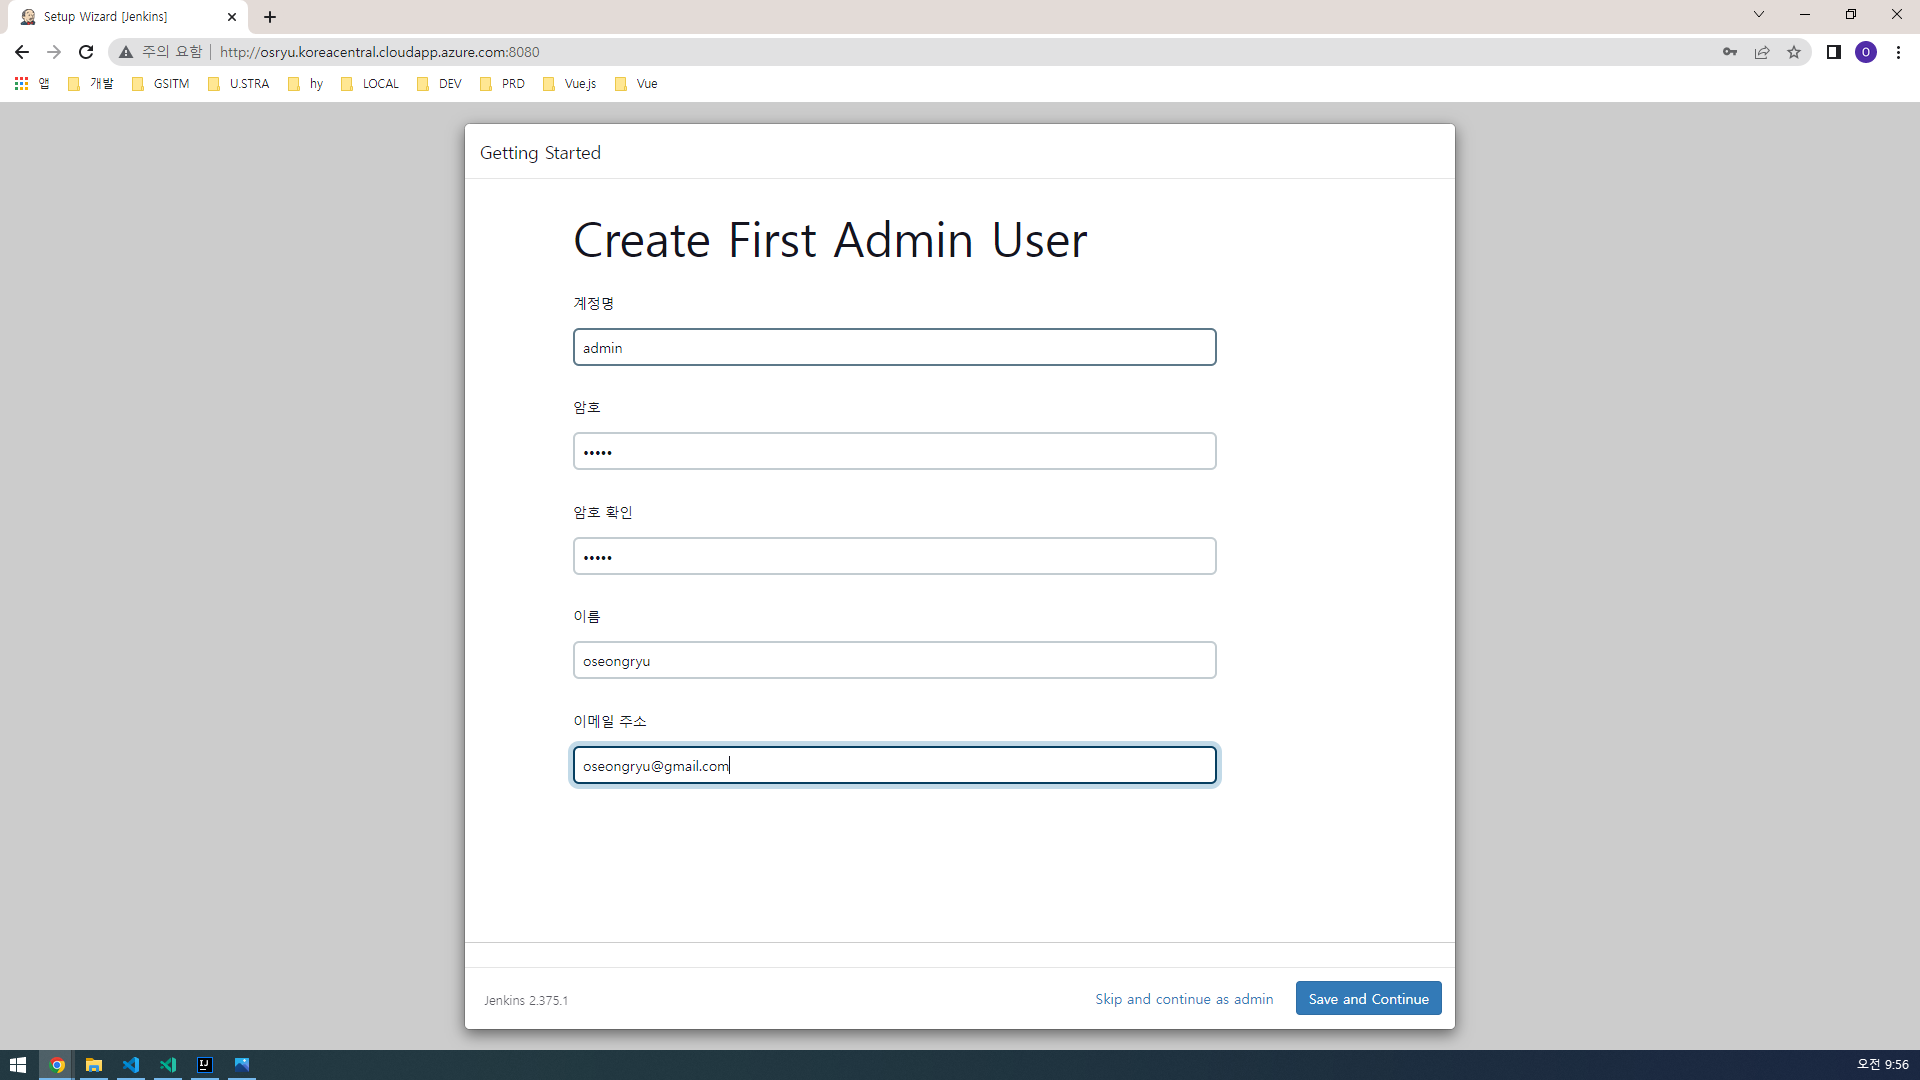 Setup Wizard [Jenkins]
주의 요함 | http://osryu.koreacentral.cloudapp.azure.com:8080
O
앱 개발 GSITM U.STRA hy LOCAL DEV PRD Vue.js Vue
Getting Started
Create First Admin User
계정명
admin
암호
•••••
암호 확인
•••••
이름
oseongryu
이메일 주소
oseongryu@gmail.com
Jenkins 2.375.1
Skip and continue as admin
Save and Continue
IJ
오전 9:56